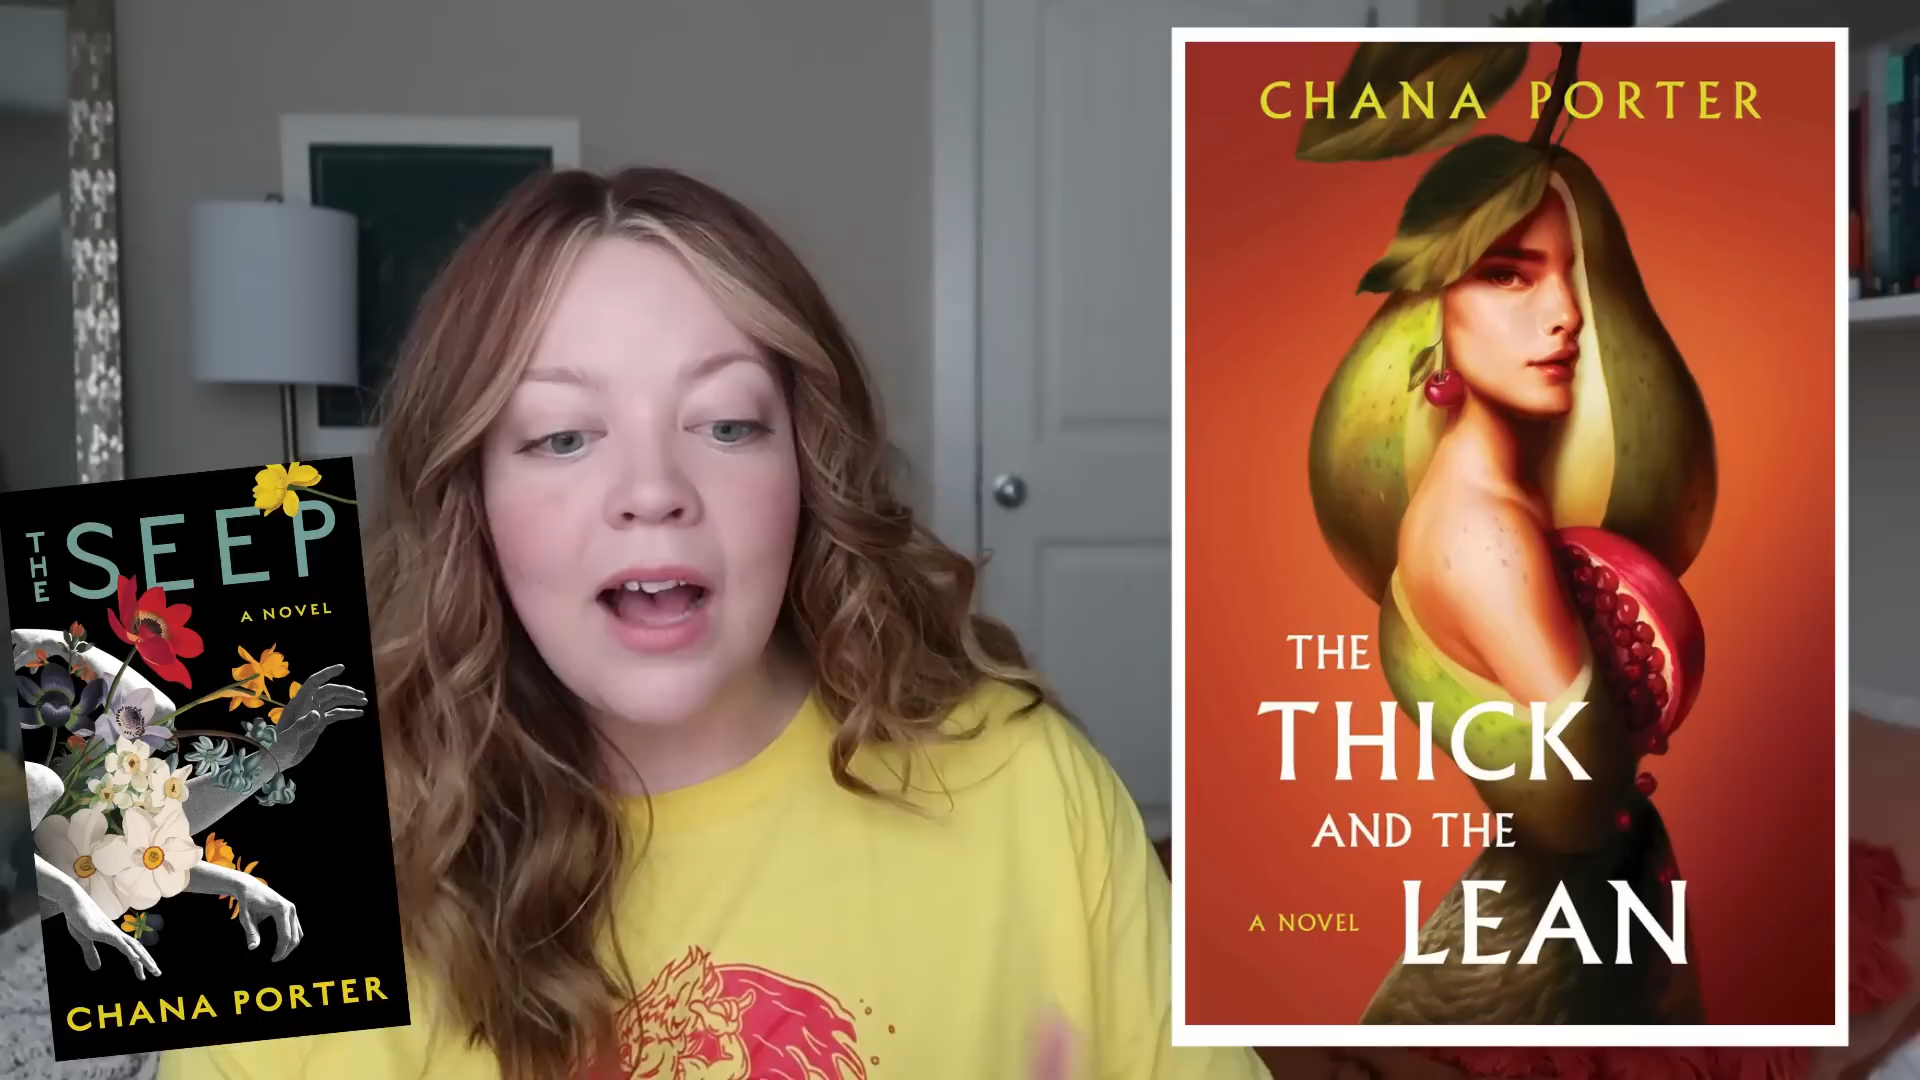 THE
SEEP
A NOVEL
CHANA PORTER
CHANA PORTER
THE
THICK
AND THE
LEAN
A NOVEL